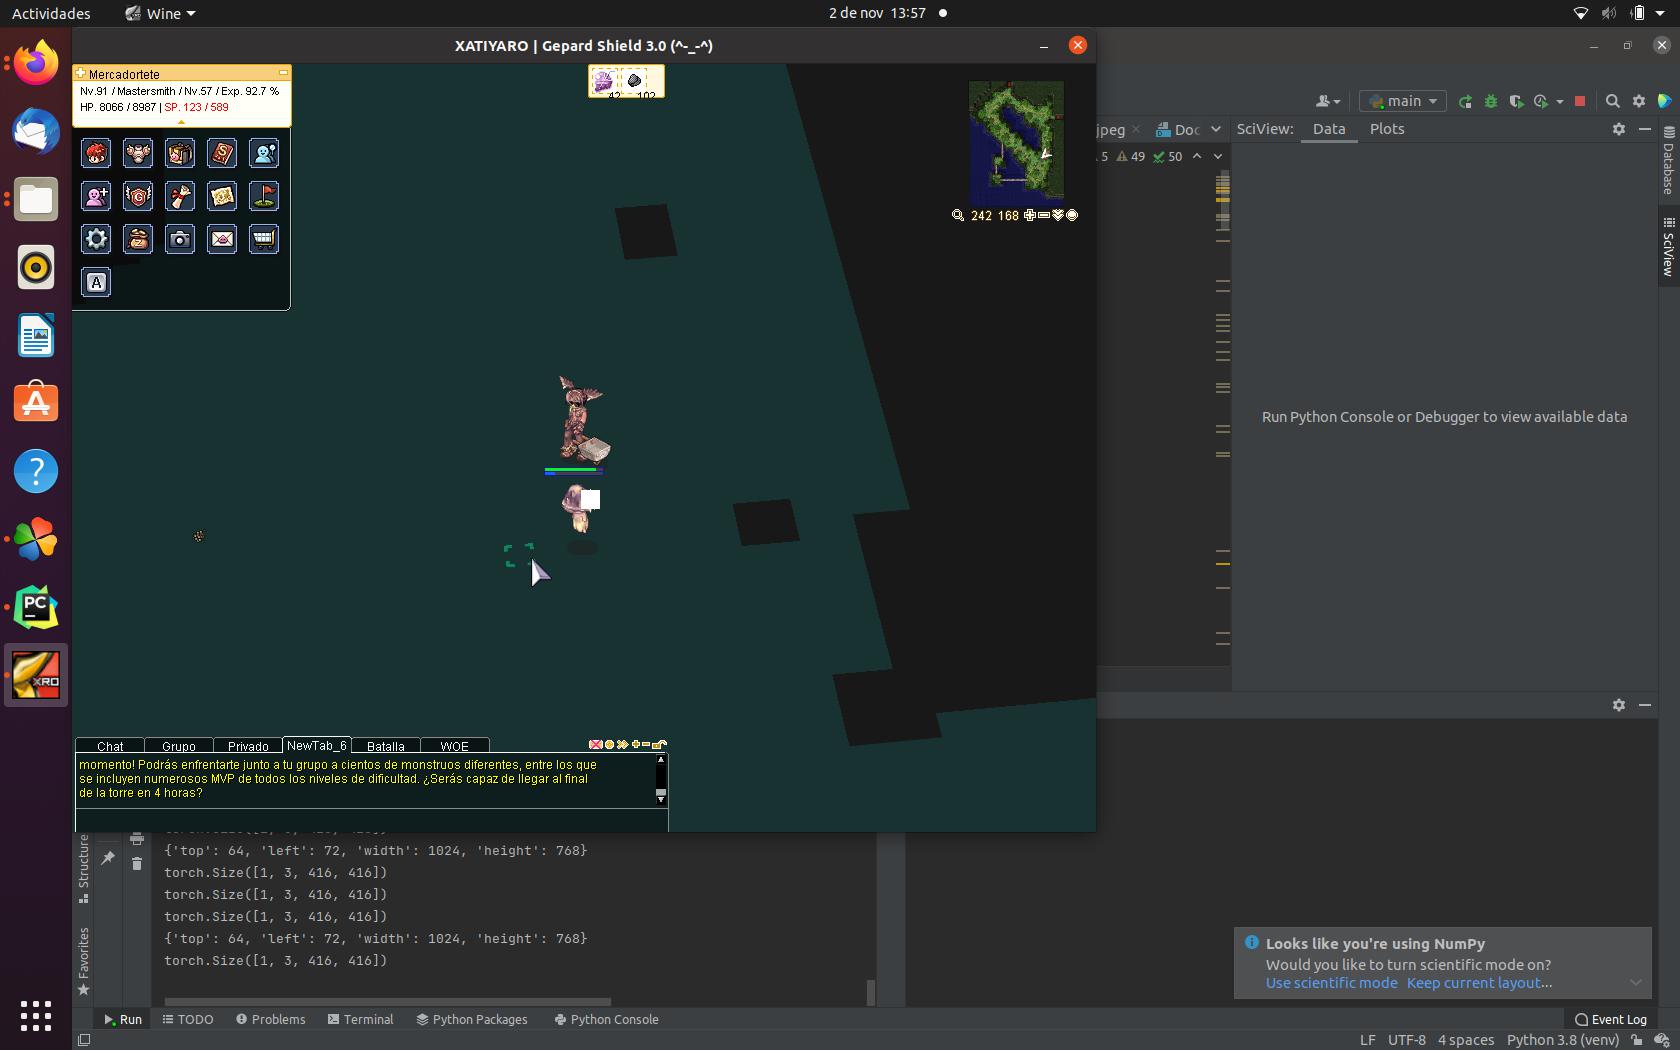 Actividades
Wine
2 de nov 13:57
XATIYARO | Gepard Shield 3.0 (^-_-^)
Mercadortete
Nv.91 / Mastersmith / Nv.57 / Exp. 92.7 %
HP. 8066 / 8987 | SP. 123 / 589
42 102
A
242 168
main
jpeg
Doc
SciView:
Data
Plots
5 49 50
Database
SciView
Run Python Console or Debugger to view available data
PC
XRO
Chat
Grupo
Privado
NewTab_6
Batalla
WOE
momento! Podrás enfrentarte junto a tu grupo a cientos de monstruos diferentes, entre los que
se incluyen numerosos MVP de todos los niveles de dificultad. ¿Serás capaz de llegar al final
de la torre en 4 horas?
Structure
Favorites
{'top': 64, 'left': 72, 'width': 1024, 'height': 768}
torch.Size([1, 3, 416, 416])
torch.Size([1, 3, 416, 416])
torch.Size([1, 3, 416, 416])
{'top': 64, 'left': 72, 'width': 1024, 'height': 768}
torch.Size([1, 3, 416, 416])
Looks like you're using NumPy
Would you like to turn scientific mode on?
Use scientific mode Keep current layout...
Run
TODO
Problems
Terminal
Python Packages
Python Console
Event Log
LF UTF-8 4 spaces Python 3.8 (venv)